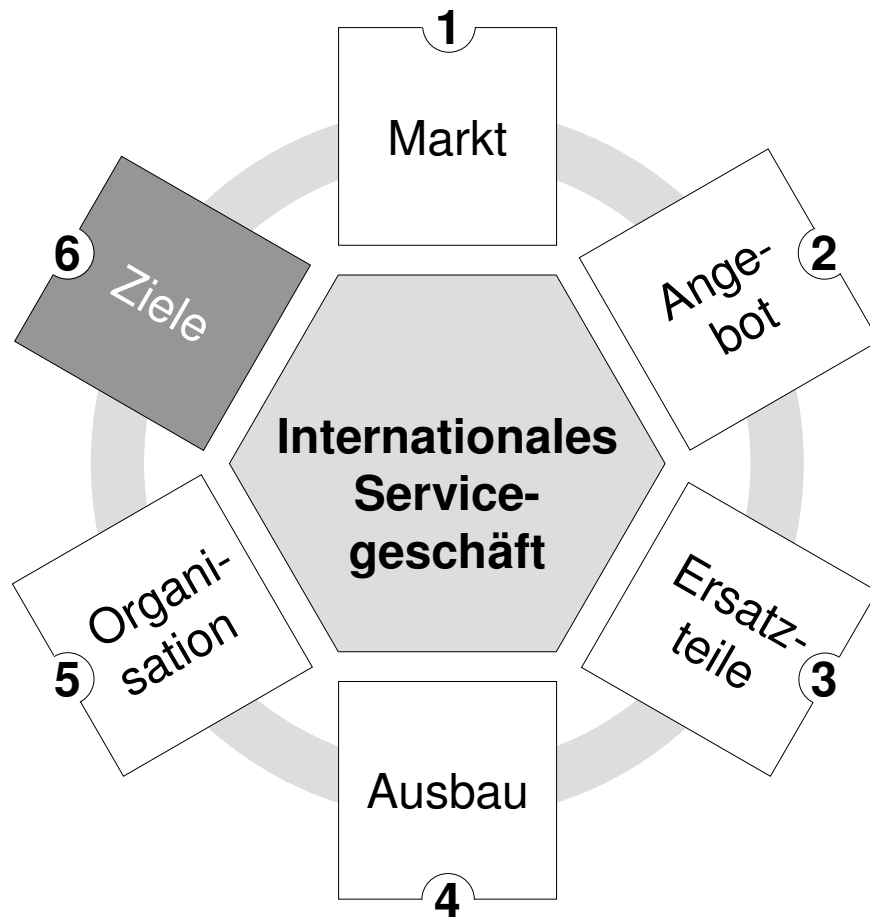 1
Markt
2
Ange-
bot
3
Ersatz-
teile
4
Ausbau
5
Organi-
sation
6
Ziele
Internationales
Service-
geschäft